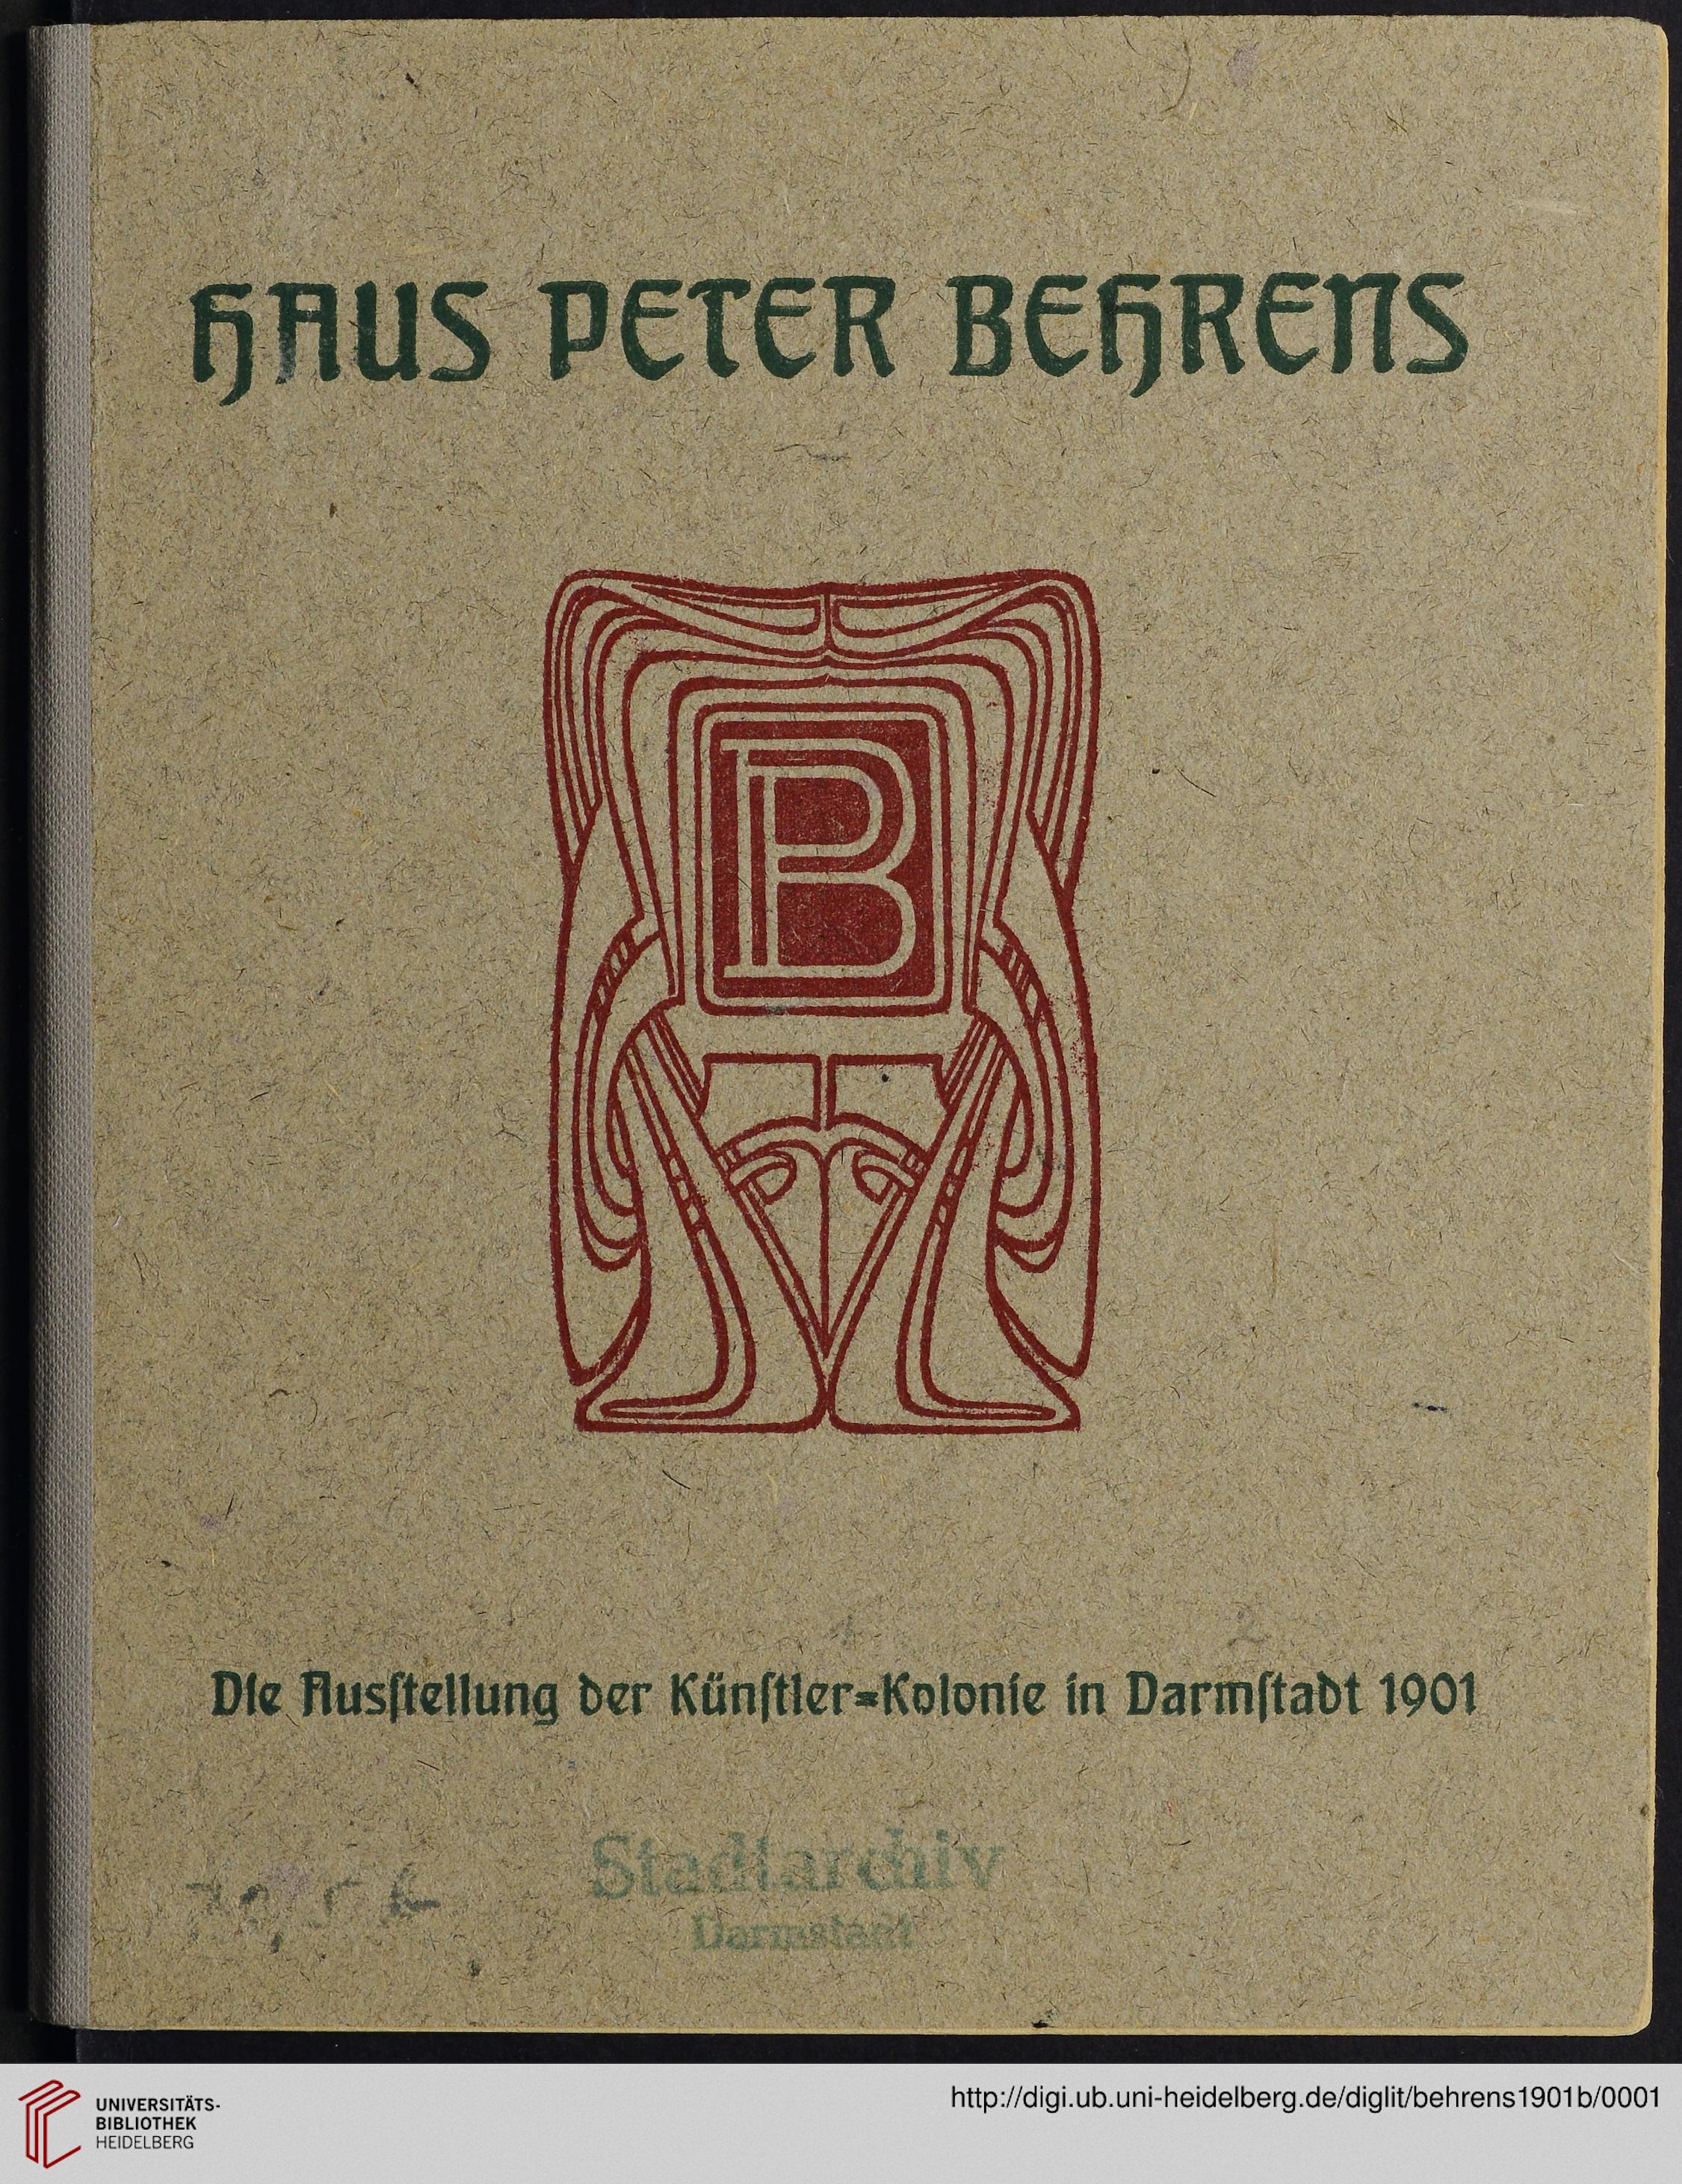 HAUS PETER BEHRENS
B
Die Ausſtellung der Künſtler=Kolonie in Darmſtadt 1901
Stadtarchiv
Darmstadt
UNIVERSITÄTS-
BIBLIOTHEK
HEIDELBERG
http://digi.ub.uni-heidelberg.de/diglit/behrens1901b/0001